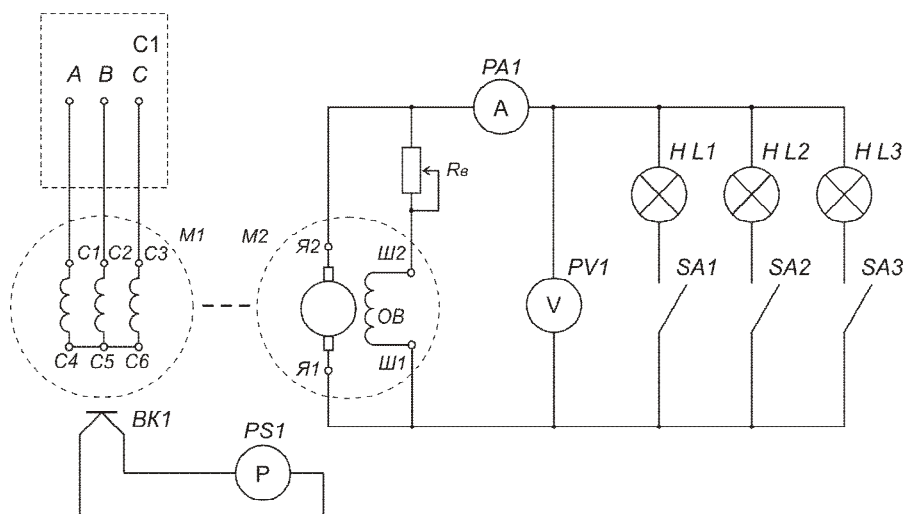 C1
A B C
C1 C2 C3
M1
C4 C5 C6
BK1
PS1
P
M2
Я2
Я1
Ш2
ОВ
Ш1
Rв
PA1
A
PV1
V
HL1 HL2 HL3
SA1 SA2 SA3